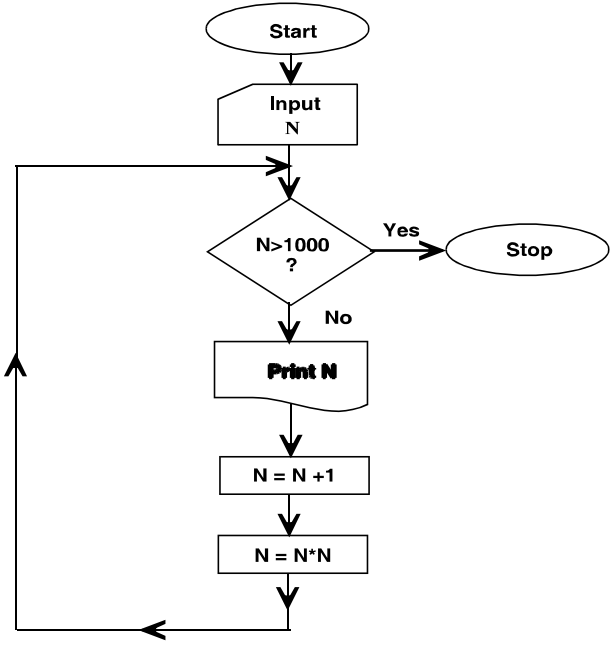 Start
Input
N
N>1000
?
Yes
Stop
No
Print N
N = N +1
N = N*N